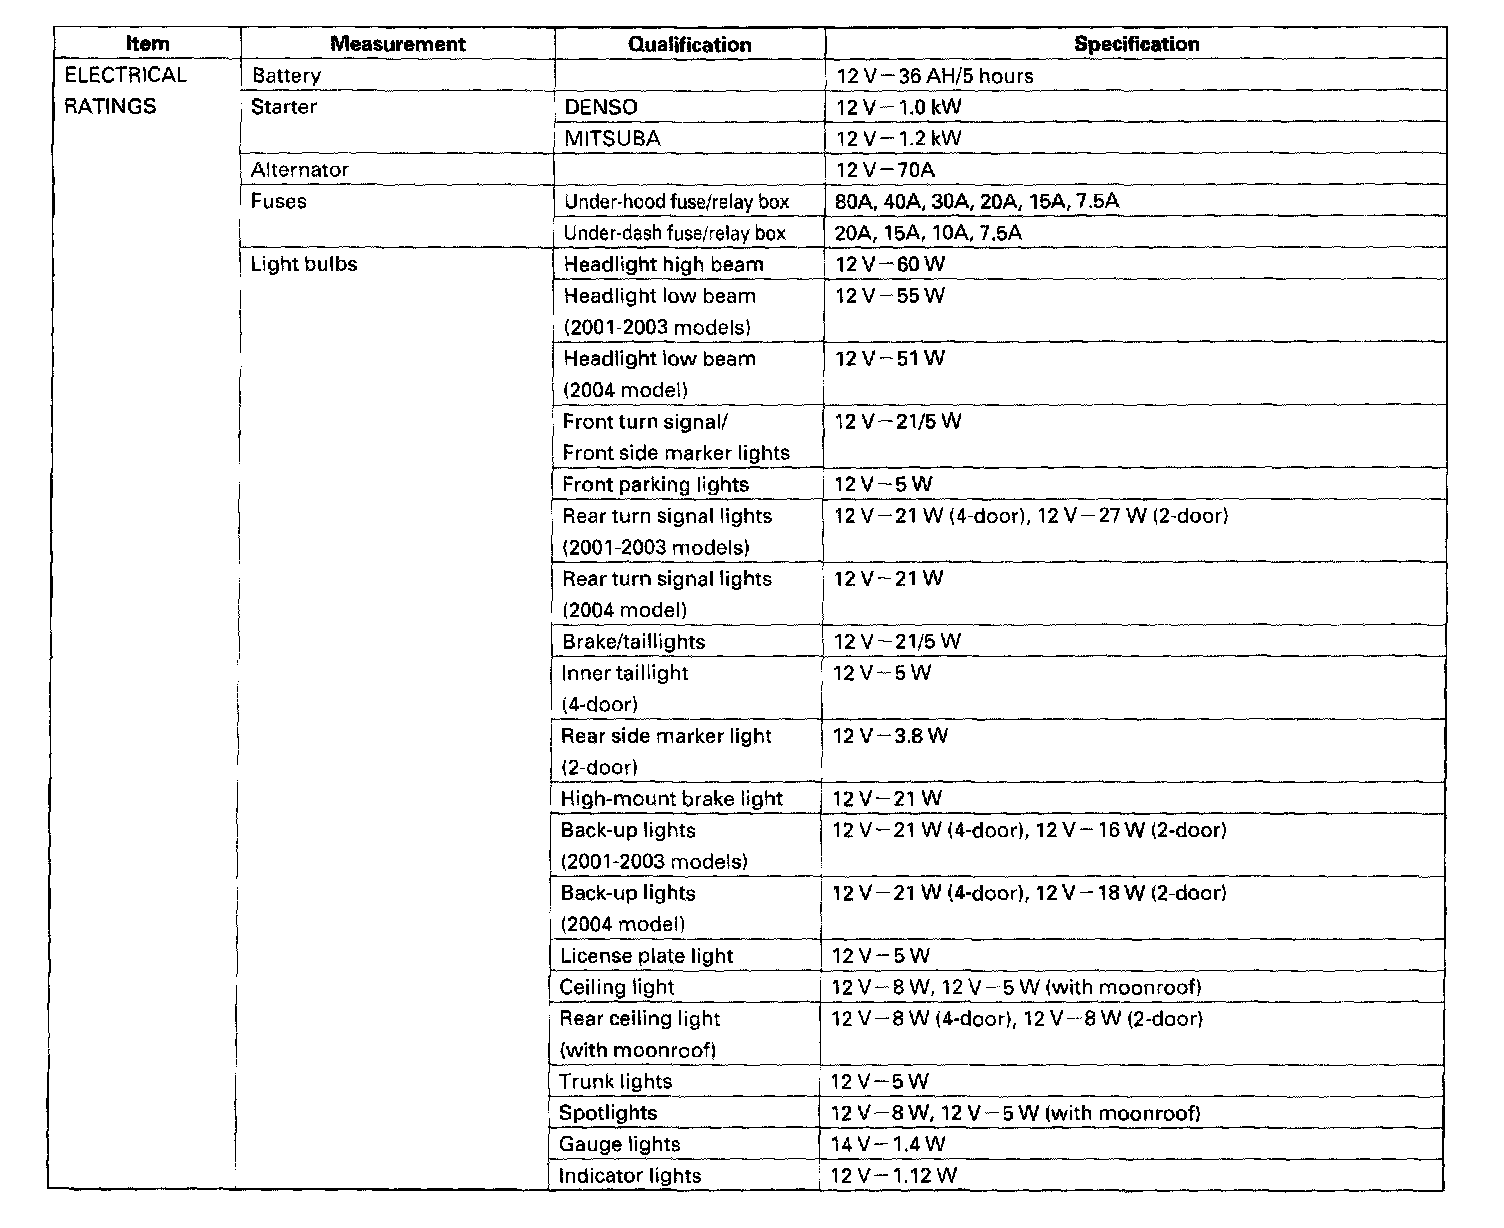 Item Measurement Qualification Specification
ELECTRICAL Battery 12 V－36 AH/5 hours
RATINGS Starter DENSO 12 V－1.0 kW
MITSUBA 12 V－1.2 kW
Alternator 12 V－70A
Fuses Under-hood fuse/relay box 80A, 40A, 30A, 20A, 15A, 7.5A
Under-dash fuse/relay box 20A, 15A, 10A, 7.5A
Light bulbs Headlight high beam 12 V－60 W
Headlight low beam 12 V－55 W
(2001-2003 models)
Headlight low beam 12 V－51 W
(2004 model)
Front turn signal/ 12 V－21/5 W
Front side marker lights
Front parking lights 12 V－5 W
Rear turn signal lights 12 V－21 W (4-door), 12 V－27 W (2-door)
(2001-2003 models)
Rear turn signal lights 12 V－21 W
(2004 model)
Brake/taillights 12 V－21/5 W
Inner taillight 12 V－5 W
(4-door)
Rear side marker light 12 V－3.8 W
(2-door)
High-mount brake light 12 V－21 W
Back-up lights 12 V－21 W (4-door), 12 V－16 W (2-door)
(2001-2003 models)
Back-up lights 12 V－21 W (4-door), 12 V－18 W (2-door)
(2004 model)
License plate light 12 V－5 W
Ceiling light 12 V－8 W, 12 V－5 W (with moonroof)
Rear ceiling light 12 V－8 W (4-door), 12 V－8 W (2-door)
(with moonroof)
Trunk lights 12 V－5 W
Spotlights 12 V－8 W, 12 V－5 W (with moonroof)
Gauge lights 14 V－1.4 W
Indicator lights 12 V－1.12 W